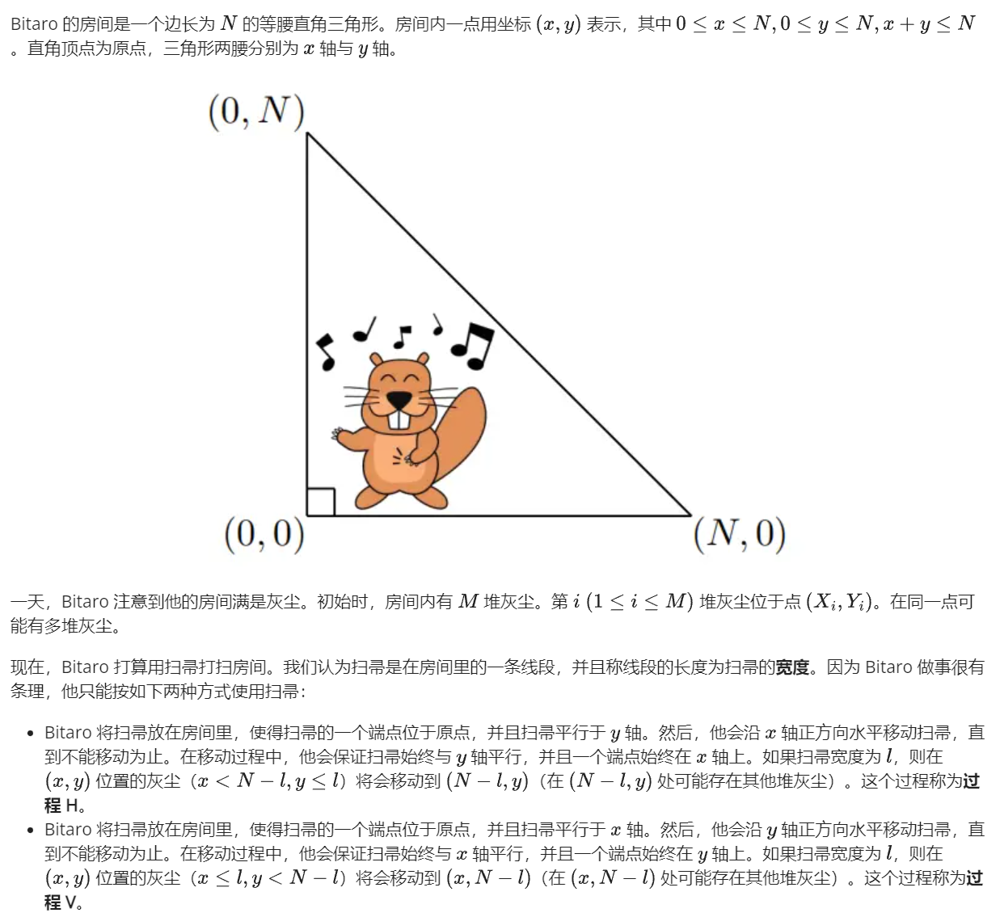 Bitaro 的房间是一个边长为 N 的等腰直角三角形。房间内一点用坐标 (x, y) 表示，其中 0 ≤ x ≤ N, 0 ≤ y ≤ N, x + y ≤ N
。直角顶点为原点，三角形两腰分别为 x 轴与 y 轴。
(0, N)
(0, 0)
(N, 0)
一天，Bitaro 注意到他的房间满是灰尘。初始时，房间内有 M 堆灰尘。第 i (1 ≤ i ≤ M) 堆灰尘位于点 (Xi, Yi)。在同一点可
能有多堆灰尘。
现在，Bitaro 打算用扫帚打扫房间。我们认为扫帚是在房间里的一条线段，并且称线段的长度为扫帚的宽度。因为 Bitaro 做事很有
条理，他只能按如下两种方式使用扫帚：
• Bitaro 将扫帚放在房间里，使得扫帚的一个端点位于原点，并且扫帚平行于 y 轴。然后，他会沿 x 轴正方向水平移动扫帚，直
到不能移动为止。在移动过程中，他会保证扫帚始终与 y 轴平行，并且一个端点始终在 x 轴上。如果扫帚宽度为 l，则在
(x, y) 位置的灰尘（x < N − l, y ≤ l）将会移动到 (N − l, y)（在 (N − l, y) 处可能存在其他堆灰尘）。这个过程称为过
程 H。
• Bitaro 将扫帚放在房间里，使得扫帚的一个端点位于原点，并且扫帚平行于 x 轴。然后，他会沿 y 轴正方向水平移动扫帚，直
到不能移动为止。在移动过程中，他会保证扫帚始终与 x 轴平行，并且一个端点始终在 y 轴上。如果扫帚宽度为 l，则在
(x, y) 位置的灰尘（x ≤ l, y < N − l）将会移动到 (x, N − l)（在 (x, N − l) 处可能存在其他堆灰尘）。这个过程称为过
程 V。